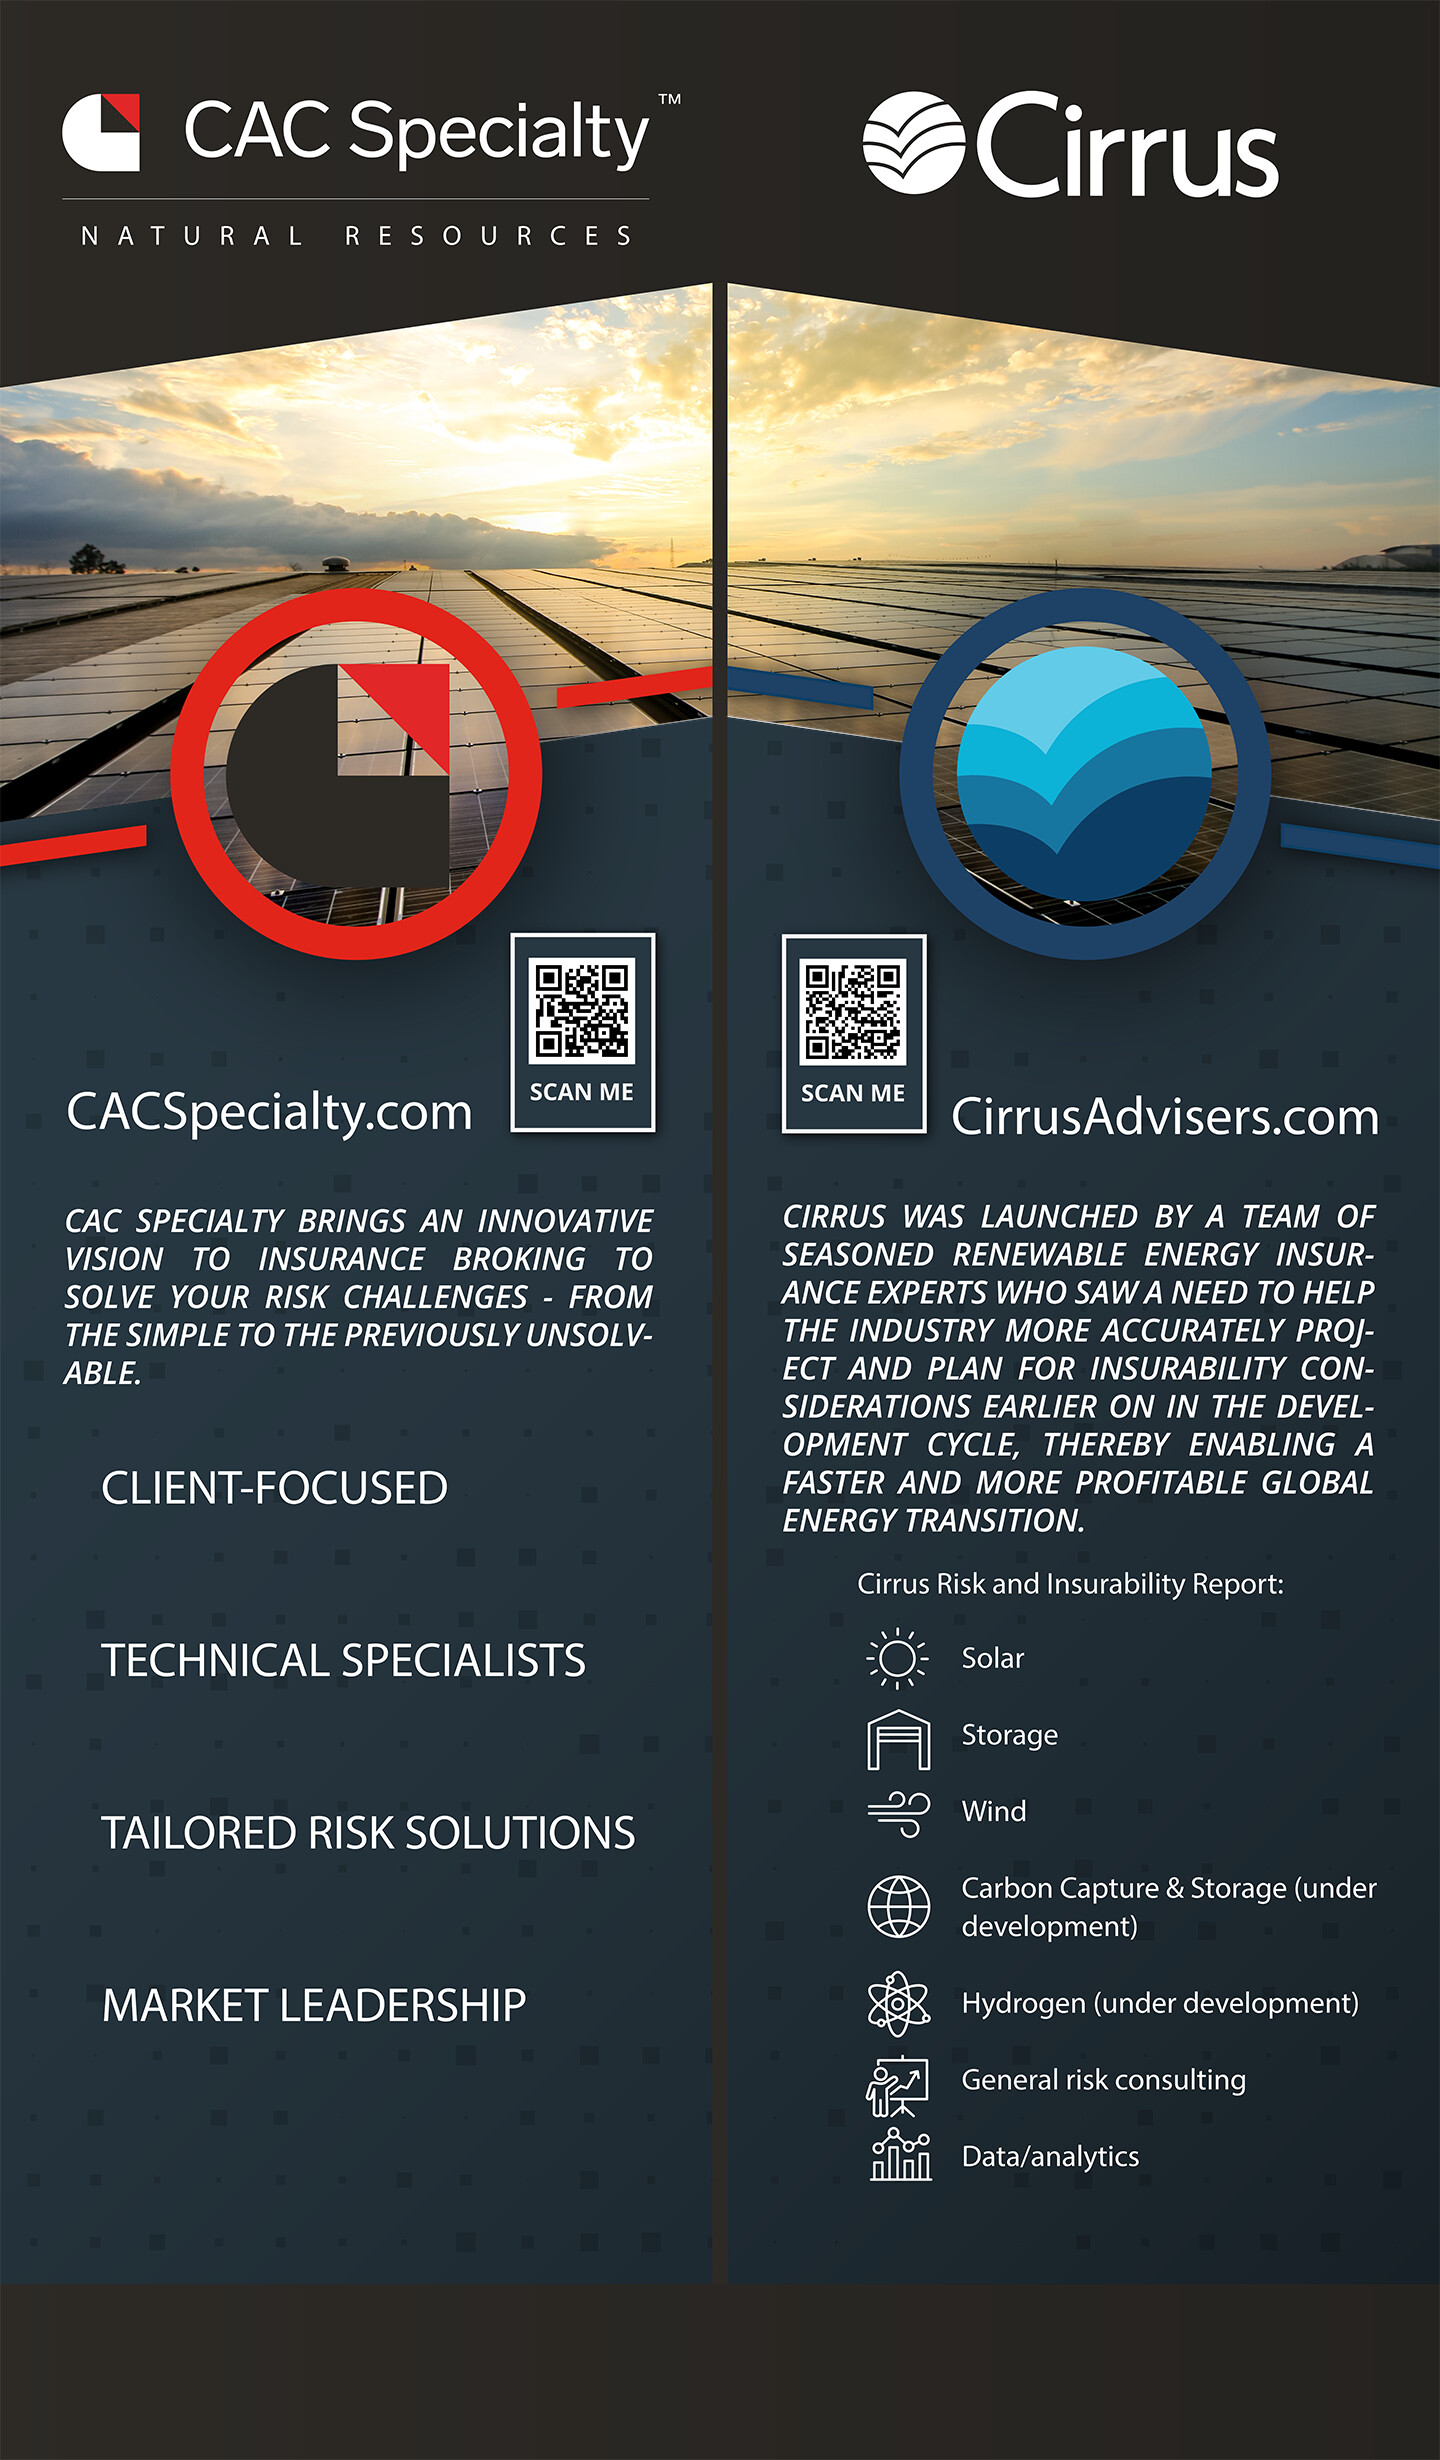 CAC Specialty™
NATURAL RESOURCES
CACSpecialty.com
SCAN ME
CAC SPECIALTY BRINGS AN INNOVATIVE
VISION TO INSURANCE BROKING TO
SOLVE YOUR RISK CHALLENGES - FROM
THE SIMPLE TO THE PREVIOUSLY UNSOLV-
ABLE.
CLIENT-FOCUSED
TECHNICAL SPECIALISTS
TAILORED RISK SOLUTIONS
MARKET LEADERSHIP
Cirrus
SCAN ME
CirrusAdvisers.com
CIRRUS WAS LAUNCHED BY A TEAM OF
SEASONED RENEWABLE ENERGY INSUR-
ANCE EXPERTS WHO SAW A NEED TO HELP
THE INDUSTRY MORE ACCURATELY PROJ-
ECT AND PLAN FOR INSURABILITY CON-
SIDERATIONS EARLIER ON IN THE DEVEL-
OPMENT CYCLE, THEREBY ENABLING A
FASTER AND MORE PROFITABLE GLOBAL
ENERGY TRANSITION.
Cirrus Risk and Insurability Report:
Solar
Storage
Wind
Carbon Capture & Storage (under
development)
Hydrogen (under development)
General risk consulting
Data/analytics